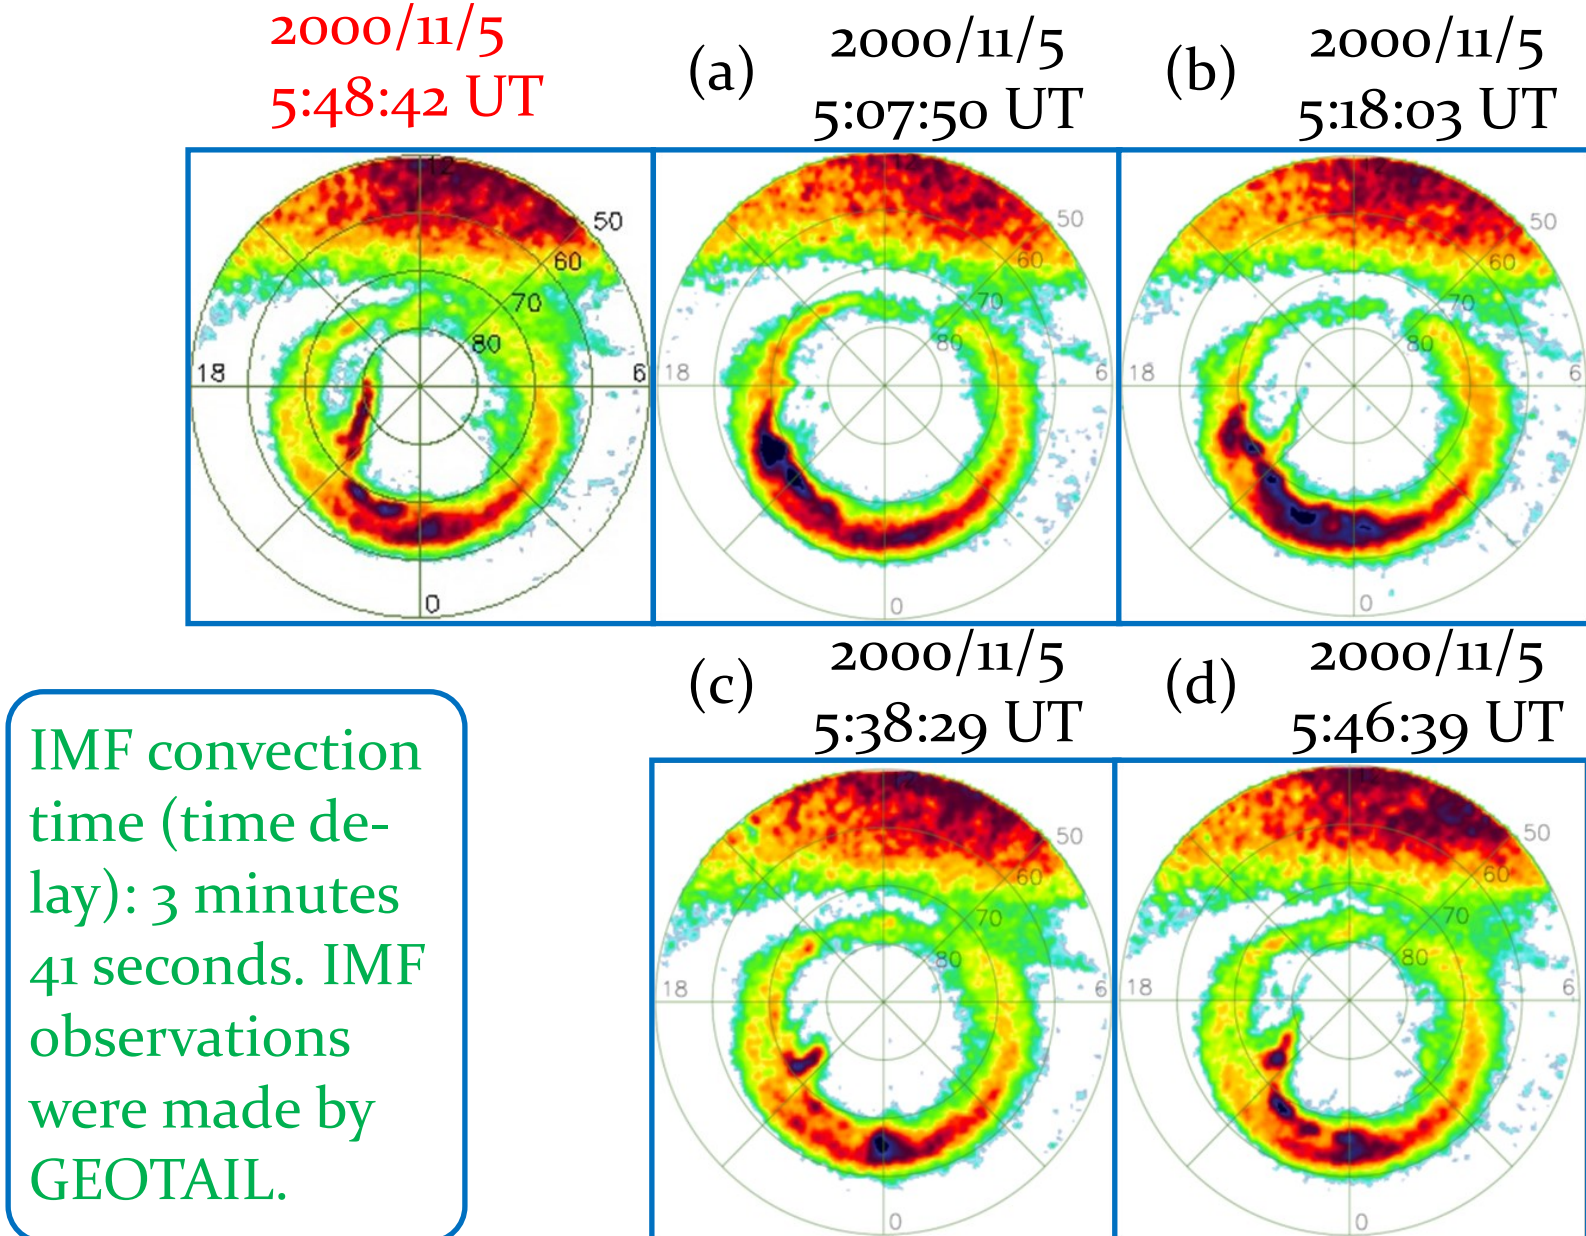 2000/11/5
5:48:42 UT
(a)
2000/11/5
5:07:50 UT
(b)
2000/11/5
5:18:03 UT
12
50
60
70
80
18
6
0
50
60
70
80
18
6
0
50
60
70
80
18
6
0
(c)
2000/11/5
5:38:29 UT
(d)
2000/11/5
5:46:39 UT
50
60
70
80
18
6
0
50
60
70
80
18
6
0
IMF convection
time (time de-
lay): 3 minutes
41 seconds. IMF
observations
were made by
GEOTAIL.